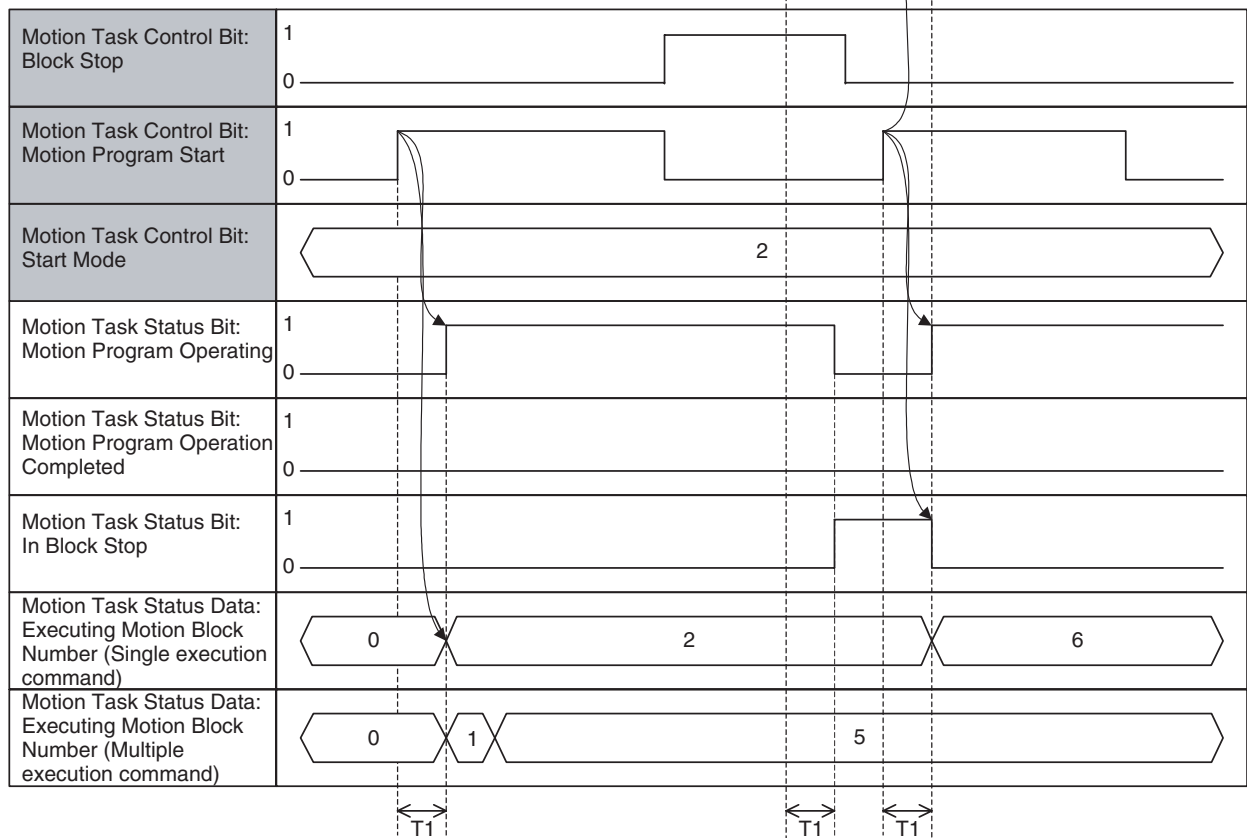 Motion Task Control Bit:
Block Stop
1
0
Motion Task Control Bit:
Motion Program Start
1
0
Motion Task Control Bit:
Start Mode
2
Motion Task Status Bit:
Motion Program Operating
1
0
Motion Task Status Bit:
Motion Program Operation
Completed
1
0
Motion Task Status Bit:
In Block Stop
1
0
Motion Task Status Data:
Executing Motion Block
Number (Single execution
command)
0 2 6
Motion Task Status Data:
Executing Motion Block
Number (Multiple
execution command)
0 1 5
T1 T1 T1